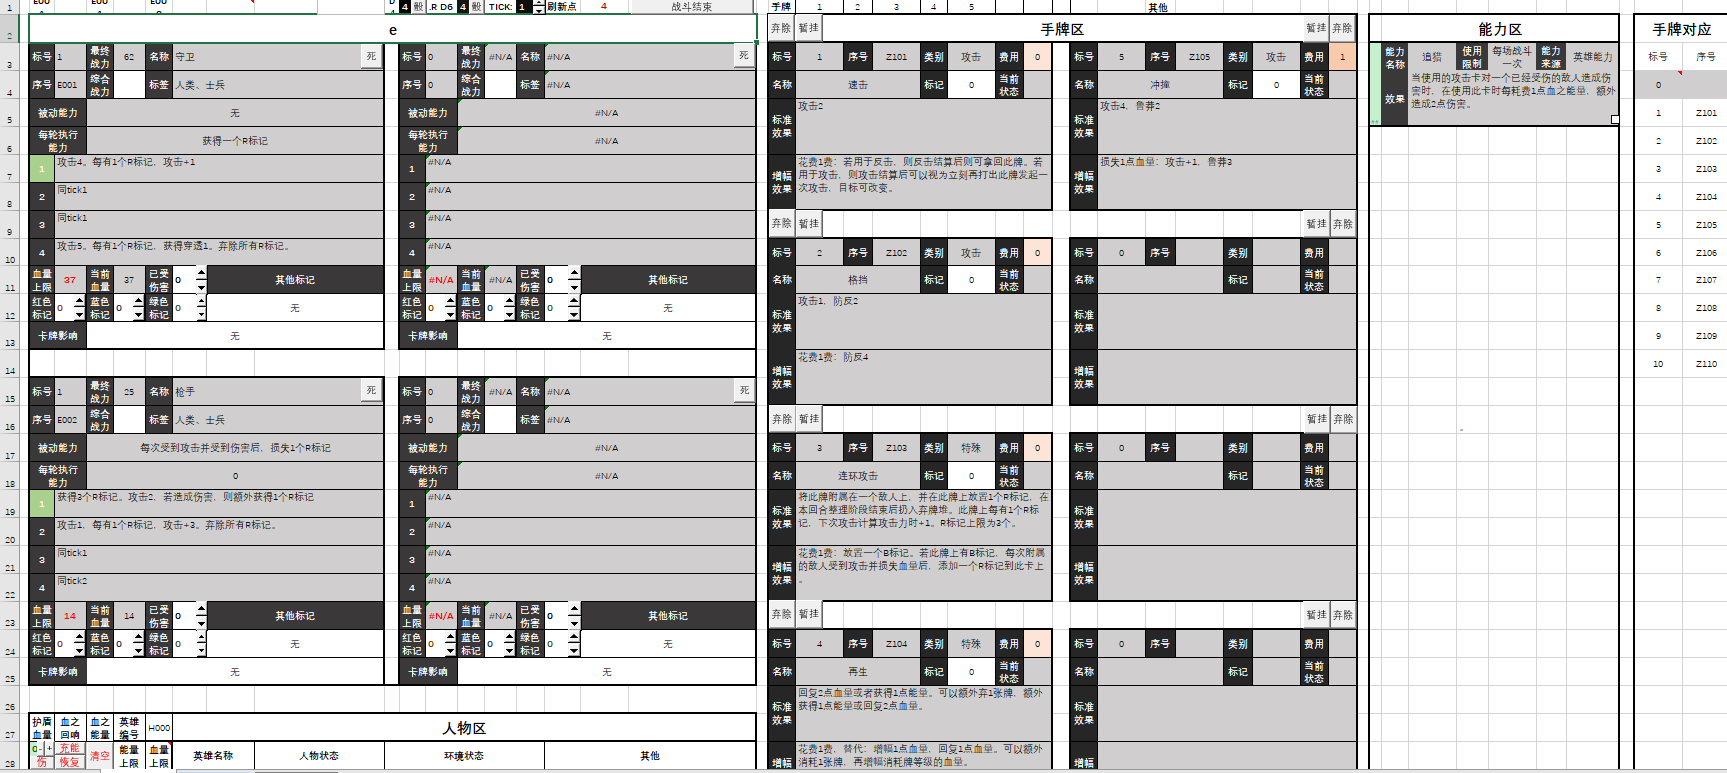 4 般 .R D6 4 般 TICK: 1 刷新点 4 战斗结束
手牌 1 2 3 4 5 其他
e
手牌区
能力区
手牌对应
弃除 暂挂
暂挂 弃除
标号 1 最终战力 62 名称 守卫 死
序号 E001 综合战力 标签 人类、士兵
被动能力 无
每轮执行能力 获得一个R标记
1 攻击4。每有1个R标记，攻击+1
2 同tick1
3 同tick1
4 攻击5。每有1个R标记，获得穿透1。弃除所有R标记。
血量上限 37 当前血量 37 已受伤害 0 其他标记
红色标记 0 蓝色标记 0 绿色标记 0 无
卡牌影响 无
标号 0 最终战力 #N/A 名称 #N/A 死
序号 0 综合战力 标签 #N/A
被动能力 #N/A
每轮执行能力 #N/A
1 #N/A
2 #N/A
3 #N/A
4 #N/A
血量上限 #N/A 当前血量 #N/A 已受伤害 0 其他标记
红色标记 0 蓝色标记 0 绿色标记 0 无
卡牌影响 无
标号 1 最终战力 25 名称 枪手 死
序号 E002 综合战力 标签 人类、士兵
被动能力 每次受到攻击并受到伤害后，损失1个R标记
每轮执行能力 0
1 获得3个R标记。攻击2，若造成伤害，则额外获得1个R标记
2 攻击1，每有1个R标记，攻击+3。弃除所有R标记。
3 同tick1
4 同tick2
血量上限 14 当前血量 14 已受伤害 0 其他标记
红色标记 0 蓝色标记 0 绿色标记 0 无
卡牌影响 无
标号 0 最终战力 #N/A 名称 #N/A 死
序号 0 综合战力 标签 #N/A
被动能力 #N/A
每轮执行能力 #N/A
1 #N/A
2 #N/A
3 #N/A
4 #N/A
血量上限 #N/A 当前血量 #N/A 已受伤害 0 其他标记
红色标记 0 蓝色标记 0 绿色标记 0 无
卡牌影响 无
护盾血量 血之回响 血之能量 英雄编号 H000 人物区
- + 充能 清空 能量上限 血量上限 英雄名称 人物状态 环境状态 其他
伤 恢复
标号 1 序号 Z101 类别 攻击 费用 0
名称 速击 标记 0 当前状态
标准效果 攻击2
增幅效果 花费1费：若用于反击，则反击结算后则可拿回此牌。若
用于攻击，则攻击结算后可以视为立刻再打出此牌发起一
次攻击，目标可改变。
弃除 暂挂
标号 2 序号 Z102 类别 攻击 费用 0
名称 格挡 标记 0 当前状态
标准效果 攻击1，防反2
增幅效果 花费1费：防反4
弃除 暂挂
标号 3 序号 Z103 类别 特殊 费用 0
名称 连环攻击 标记 0 当前状态
标准效果 将此牌附属在一个敌人上，并在此牌上放置1个R标记，在
本回合整理阶段结束后扔入弃牌堆。此牌上每有1个R标
记，下次攻击计算攻击力时+1。R标记上限为3个。
增幅效果 花费1费：放置一个B标记。若此牌上有B标记，每次附属
的敌人受到攻击并损失血量后，添加一个R标记到此卡上
。
弃除 暂挂
标号 4 序号 Z104 类别 特殊 费用 0
名称 再生 标记 0 当前状态
标准效果 回复2点血量或者获得1点能量。可以额外弃1张牌，额外
获得1点能量或回复2点血量。
增幅效果 花费1费，替代：增幅1点血量，回复1点血量。可以额外
消耗1张牌，再增幅消耗牌等级的血量。
标号 5 序号 Z105 类别 攻击 费用 1
名称 冲撞 标记 0 当前状态
标准效果 攻击4，鲁莽2
增幅效果 损失1点血量：攻击+1，鲁莽3
暂挂 弃除
标号 0 序号 类别 费用
名称 标记 当前状态
标准效果
增幅效果
暂挂 弃除
标号 0 序号 类别 费用
名称 标记 当前状态
标准效果
增幅效果
暂挂 弃除
标号 0 序号 类别 费用
名称 标记 当前状态
标准效果
增幅效果
能力名称 追猎 使用限制 每场战斗一次 能力来源 英雄能力
效果 当使用的攻击卡对一个已经受伤的敌人造成伤
害时，在使用此卡时每耗费1点血之能量，额外
造成2点伤害。
标号 序号
0
1 Z101
2 Z102
3 Z103
4 Z104
5 Z105
6 Z106
7 Z107
8 Z108
9 Z109
10 Z110
1
2
3
4
5
6
7
8
9
10
11
12
13
14
15
16
17
18
19
20
21
22
23
24
25
26
27
28